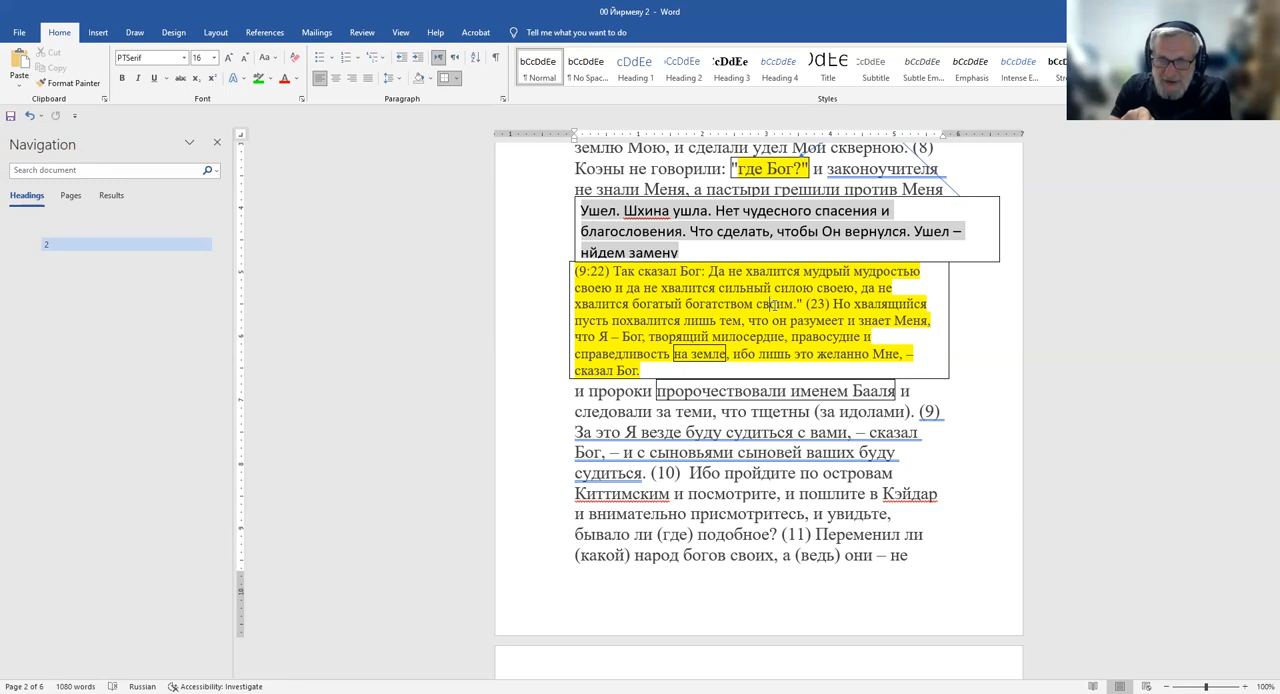 00 Йирмеяу 2 - Word
File Home Insert Draw Design Layout References Mailings Review View Help Acrobat Tell me what you want to do
Paste
Cut
Copy
Format Painter
Clipboard
PTSerif 16
Font
Paragraph
AaBbCcDdEe
¶ Normal ¶ No Spac... Heading 1 Heading 2 Heading 3 Heading 4 Title Subtitle Subtle Em... Emphasis Intense E...
Styles
Navigation
Search document
Headings Pages Results
2
землю Мою, и сделали удел Мой скверною. (8)
Коэны не говорили: "где Бог?" и законоучителя
не знали Меня, а пастыри грешили против Меня
Ушел. Шхина ушла. Нет чудесного спасения и
благословения. Что сделать, чтобы Он вернулся. Ушел –
нйдем замену
(9:22) Так сказал Бог: Да не хвалится мудрый мудростью
своею и да не хвалится сильный силою своею, да не
хвалится богатый богатством своим." (23) Но хвалящийся
пусть похвалится лишь тем, что он разумеет и знает Меня,
что Я – Бог, творящий милосердие, правосудие и
справедливость на земле, ибо лишь это желанно Мне, –
сказал Бог.
и пророки пророчествовали именем Бааля и
следовали за теми, что тщетны (за идолами). (9)
За это Я везде буду судиться с вами, – сказал
Бог, – и с сыновьями сыновей ваших буду
судиться. (10) Ибо пройдите по островам
Киттимским и посмотрите, и пошлите в Кэйдар
и внимательно присмотритесь, и увидьте,
бывало ли (где) подобное? (11) Переменил ли
(какой) народ богов своих, а (ведь) они – не
Page 2 of 6 1080 words Russian Accessibility: Investigate 100%